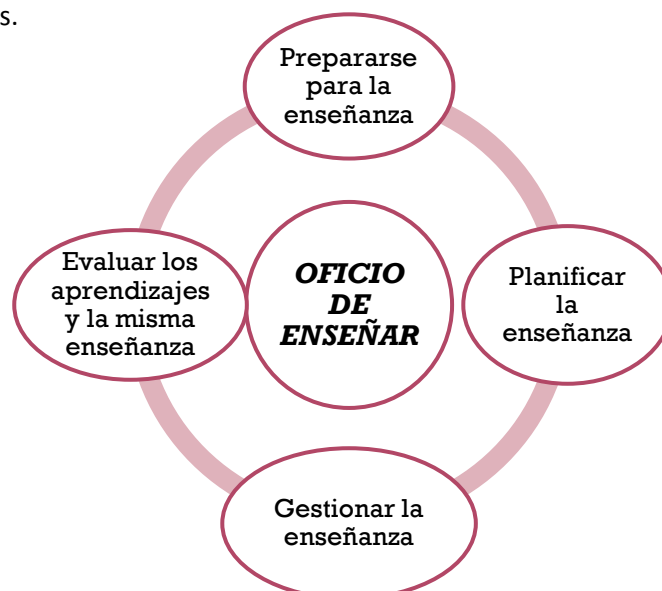 s.
Prepararse
para la
enseñanza
Evaluar los
aprendizajes
y la misma
enseñanza
OFICIO
DE
ENSEÑAR
Planificar
la
enseñanza
Gestionar la
enseñanza